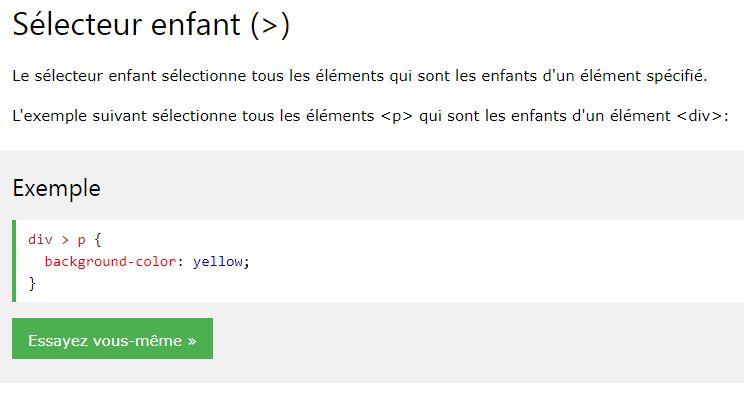 Sélecteur enfant (>)
Le sélecteur enfant sélectionne tous les éléments qui sont les enfants d'un élément spécifié.
L'exemple suivant sélectionne tous les éléments <p> qui sont les enfants d'un élément <div>:
Exemple
div > p {
  background-color: yellow;
}
Essayez vous-même »